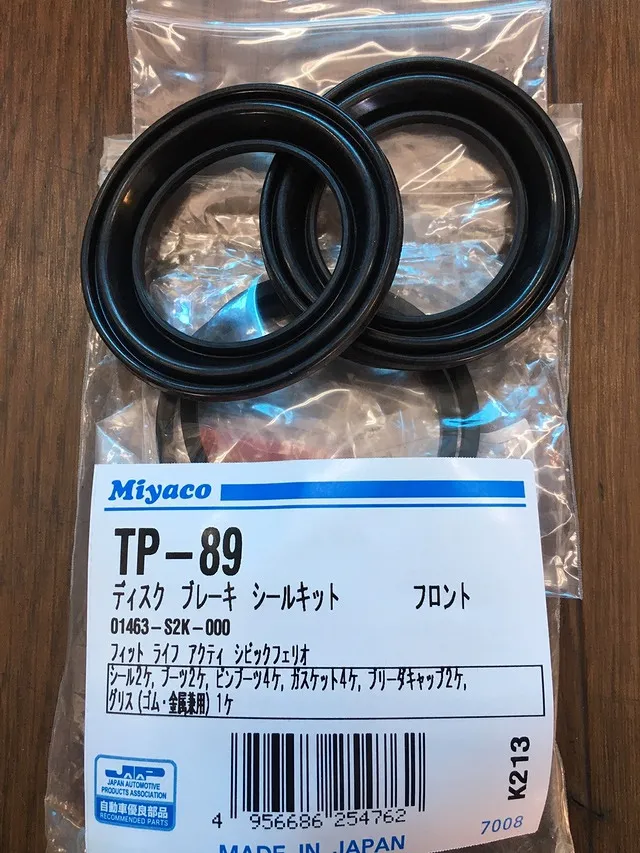 Miyaco
TP-89
ディスク ブレーキ シールキット フロント
01463-S2K-000
フィット ライフ アクティ シビックフェリオ
シール2ケ, ブーツ2ケ, ピンブーツ4ケ, ガスケット4ケ, ブリーダキャップ2ケ,
グリス(ゴム・金属兼用)1ケ
K213
JAP
JAPAN AUTOMOTIVE
PRODUCTS ASSOCIATION
自動車優良部品
RECOMMENDED PARTS
4 956686 254762
7008
MADE IN JAPAN